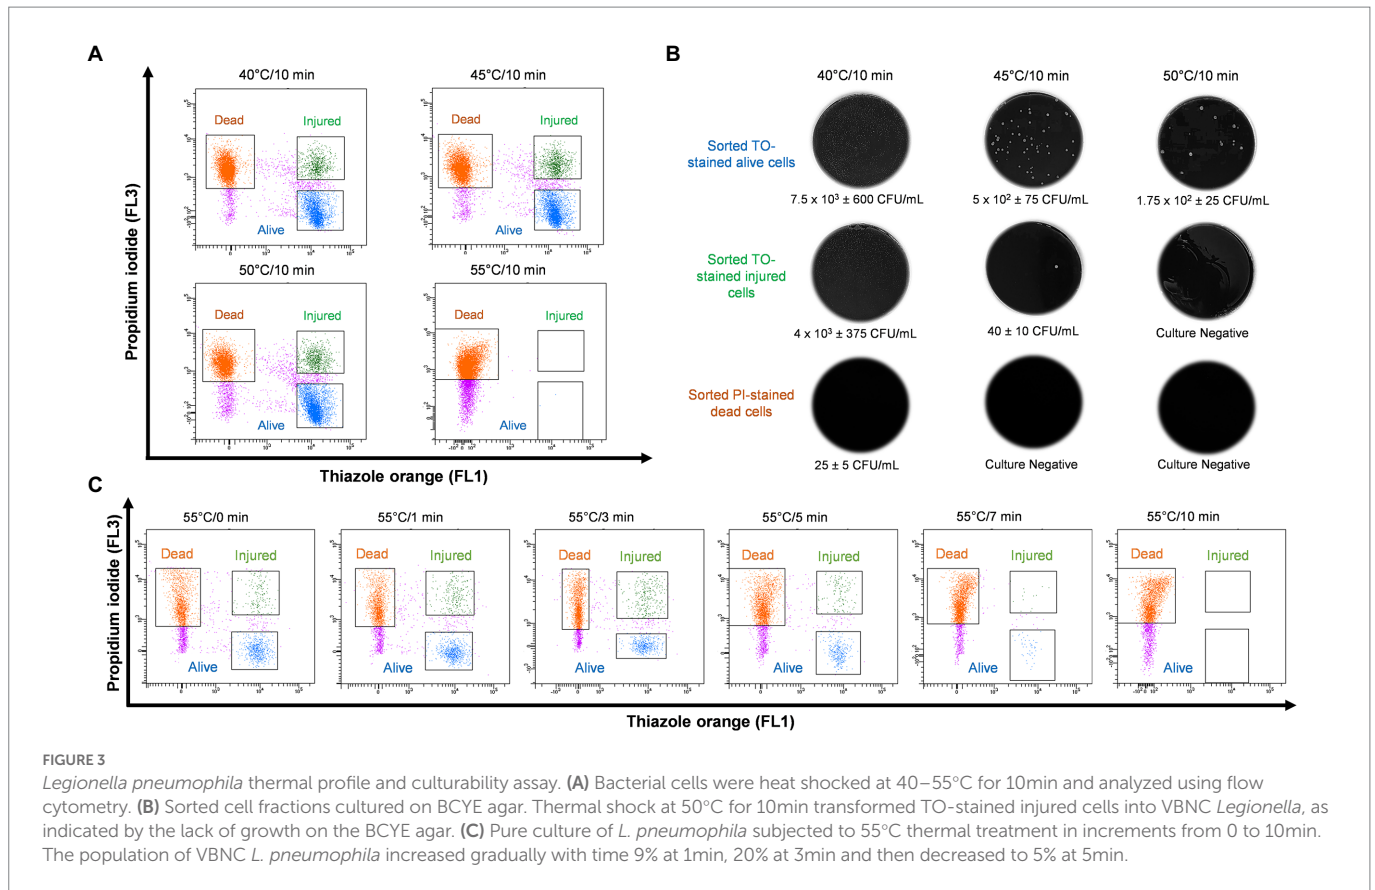 A
40°C/10 min
45°C/10 min
Dead
Injured
Alive
Dead
Injured
Alive
50°C/10 min
55°C/10 min
Dead
Injured
Alive
Dead
Injured
Alive
Propidium iodide (FL3)
Thiazole orange (FL1)
B
40°C/10 min
45°C/10 min
50°C/10 min
Sorted TO-
stained alive cells
7.5 x 10³ ± 600 CFU/mL
5 x 10² ± 75 CFU/mL
1.75 x 10² ± 25 CFU/mL
Sorted TO-
stained injured
cells
4 x 10³ ± 375 CFU/mL
40 ± 10 CFU/mL
Culture Negative
Sorted PI-stained
dead cells
25 ± 5 CFU/mL
Culture Negative
Culture Negative
C
Propidium iodide (FL3)
55°C/0 min
55°C/1 min
55°C/3 min
55°C/5 min
55°C/7 min
55°C/10 min
Dead
Injured
Alive
Dead
Injured
Alive
Dead
Injured
Alive
Dead
Injured
Alive
Dead
Injured
Alive
Dead
Injured
Alive
Thiazole orange (FL1)
FIGURE 3
Legionella pneumophila thermal profile and culturability assay. (A) Bacterial cells were heat shocked at 40–55°C for 10min and analyzed using flow
cytometry. (B) Sorted cell fractions cultured on BCYE agar. Thermal shock at 50°C for 10min transformed TO-stained injured cells into VBNC Legionella, as
indicated by the lack of growth on the BCYE agar. (C) Pure culture of L. pneumophila subjected to 55°C thermal treatment in increments from 0 to 10min.
The population of VBNC L. pneumophila increased gradually with time 9% at 1min, 20% at 3min and then decreased to 5% at 5min.